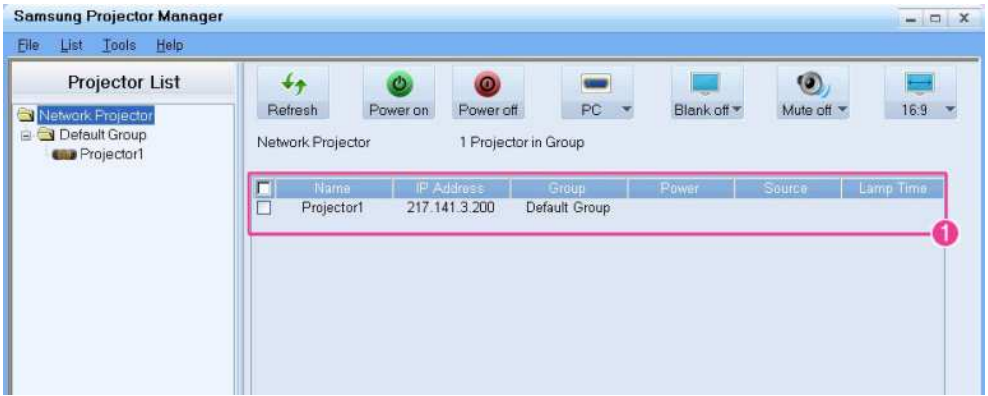 Samsung Projector Manager
File List Tools Help
Projector List
Network Projector
Default Group
Projector1
Refresh Power on Power off PC Blank off Mute off 16:9
Network Projector 1 Projector in Group
Name IP Address Group Power Source Lamp Time
Projector1 217.141.3.200 Default Group
1